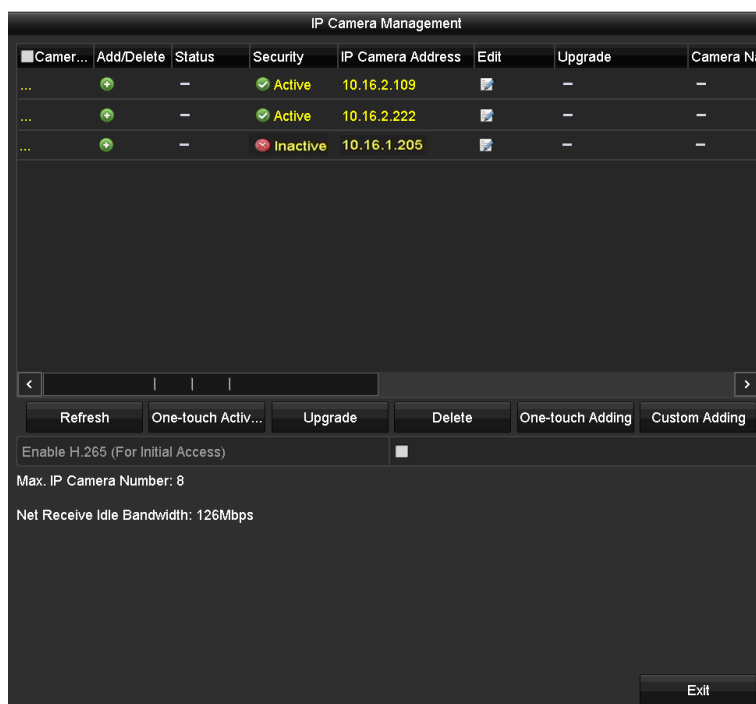 IP Camera Management
Camer... Add/Delete Status Security IP Camera Address Edit Upgrade Camera Na
... – Active 10.16.2.109 – –
... – Active 10.16.2.222 – –
... – Inactive 10.16.1.205 – –
Refresh One-touch Activ... Upgrade Delete One-touch Adding Custom Adding
Enable H.265 (For Initial Access)
Max. IP Camera Number: 8
Net Receive Idle Bandwidth: 126Mbps
Exit